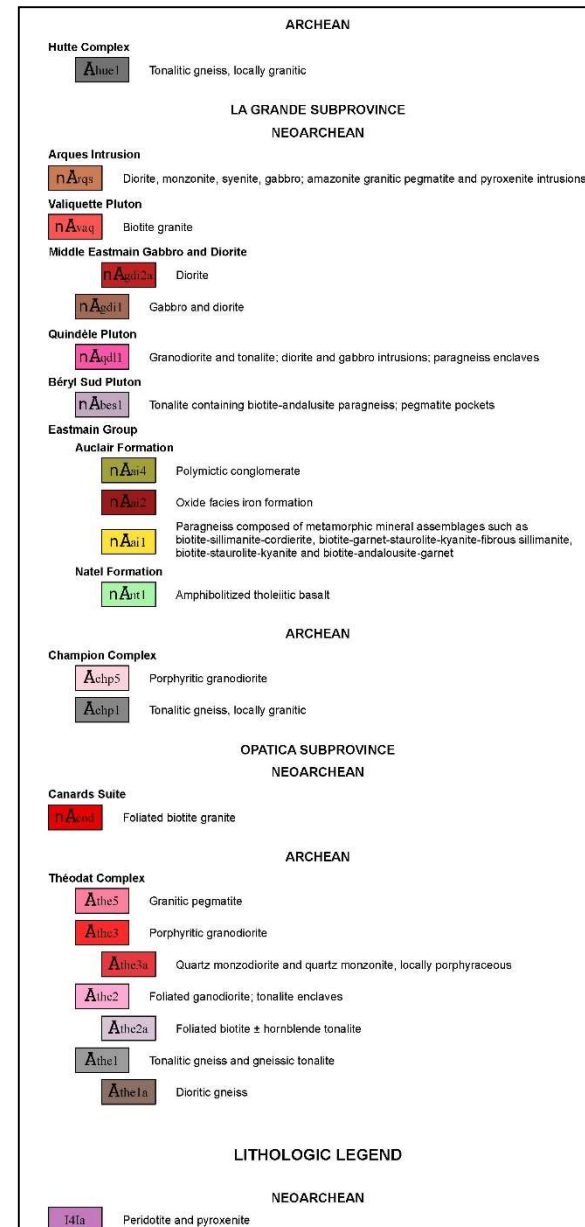 ARCHEAN
Hutte Complex
Ahue1 Tonalitic gneiss, locally granitic
LA GRANDE SUBPROVINCE
NEOARCHEAN
Arques Intrusion
nArqs Diorite, monzonite, syenite, gabbro; amazonite granitic pegmatite and pyroxenite intrusions
Valiquette Pluton
nAvaq Biotite granite
Middle Eastmain Gabbro and Diorite
nAgdi2a Diorite
nAgdi1 Gabbro and diorite
Quindèle Pluton
nAqdl1 Granodiorite and tonalite; diorite and gabbro intrusions; paragneiss enclaves
Béryl Sud Pluton
nAbes1 Tonalite containing biotite-andalusite paragneiss; pegmatite pockets
Eastmain Group
Auclair Formation
nAai4 Polymictic conglomerate
nAai2 Oxide facies iron formation
nAai1 Paragneiss composed of metamorphic mineral assemblages such as
biotite-sillimanite-cordierite, biotite-garnet-staurolite-kyanite-fibrous sillimanite,
biotite-staurolite-kyanite and biotite-andalousite-garnet
Natel Formation
nAnt1 Amphibolitized tholeiitic basalt
ARCHEAN
Champion Complex
Achp5 Porphyritic granodiorite
Achp1 Tonalitic gneiss, locally granitic
OPATICA SUBPROVINCE
NEOARCHEAN
Canards Suite
nAcnd Foliated biotite granite
ARCHEAN
Théodat Complex
Athe5 Granitic pegmatite
Athe3 Porphyritic granodiorite
Athe3a Quartz monzodiorite and quartz monzonite, locally porphyraceous
Athe2 Foliated ganodiorite; tonalite enclaves
Athe2a Foliated biotite ± hornblende tonalite
Athe1 Tonalitic gneiss and gneissic tonalite
Athe1a Dioritic gneiss
LITHOLOGIC LEGEND
NEOARCHEAN
I4Ia Peridotite and pyroxenite